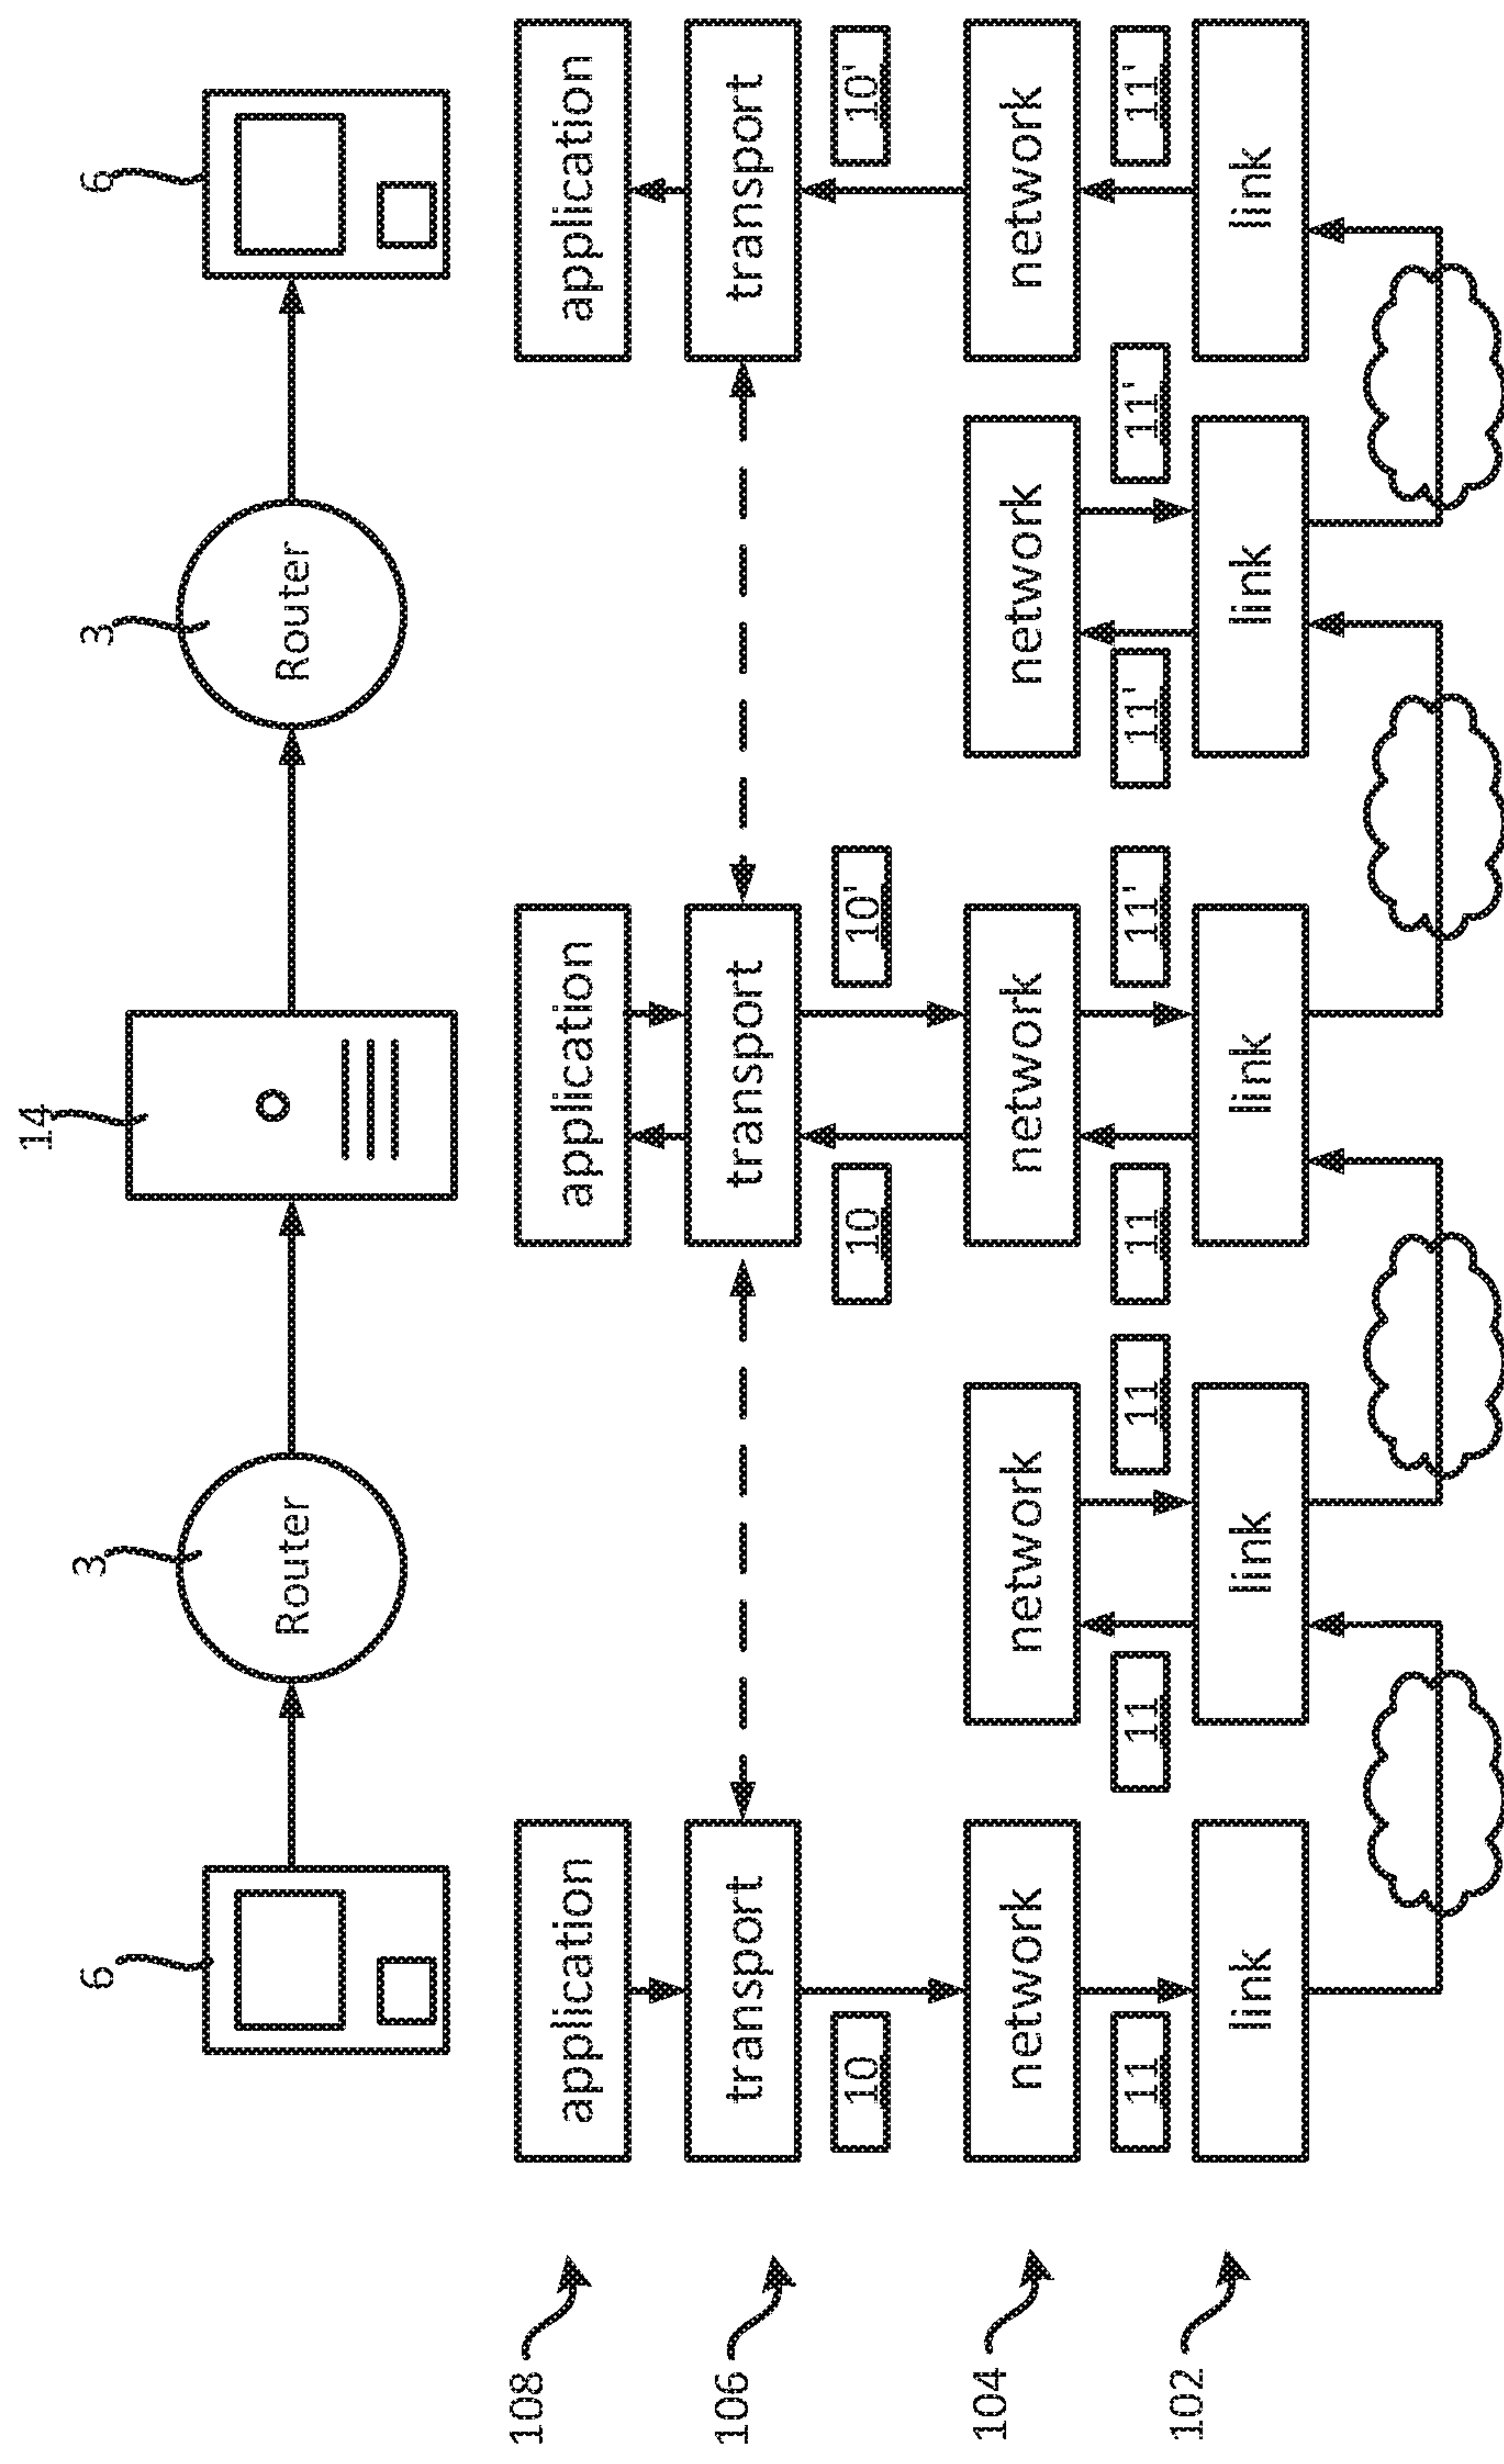 14
6 3 3 6
Router Router
108 application application application
106 transport transport transport
10 10 10' 10'
104 network network network network network
11 11 11 11 11' 11' 11' 11'
102 link link link link link